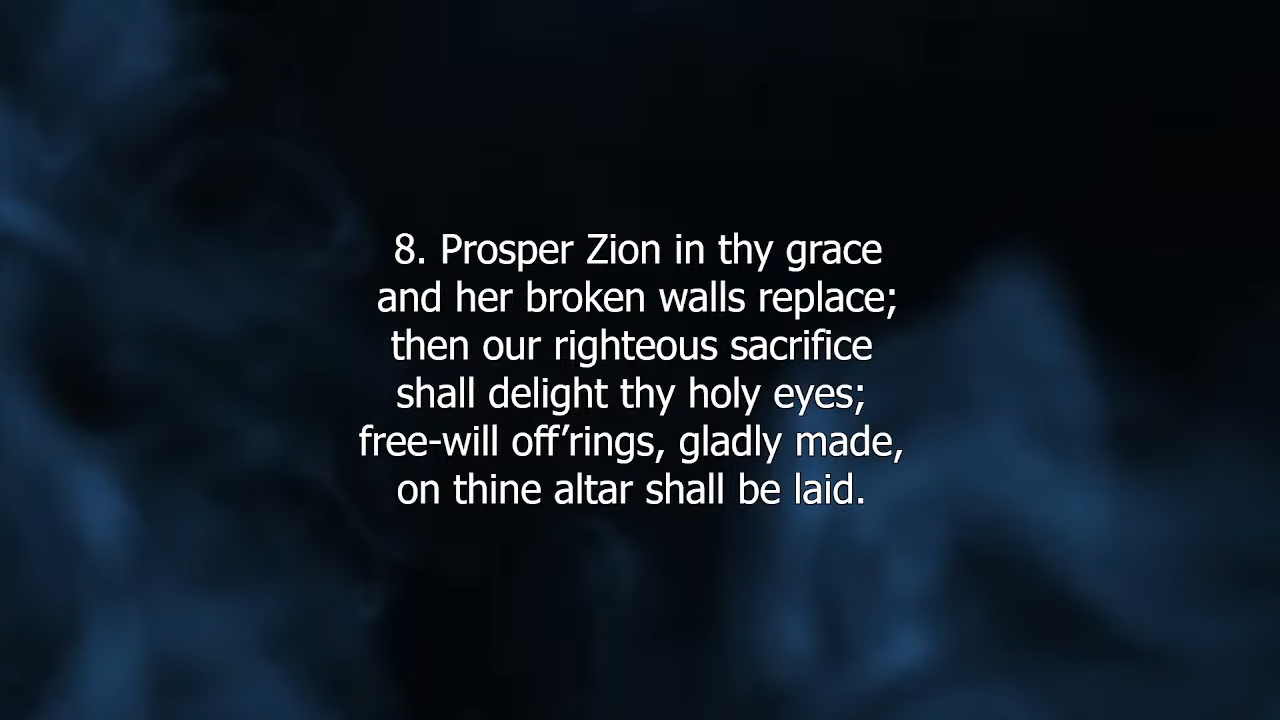 8. Prosper Zion in thy grace
and her broken walls replace;
then our righteous sacrifice
shall delight thy holy eyes;
free-will off’rings, gladly made,
on thine altar shall be laid.